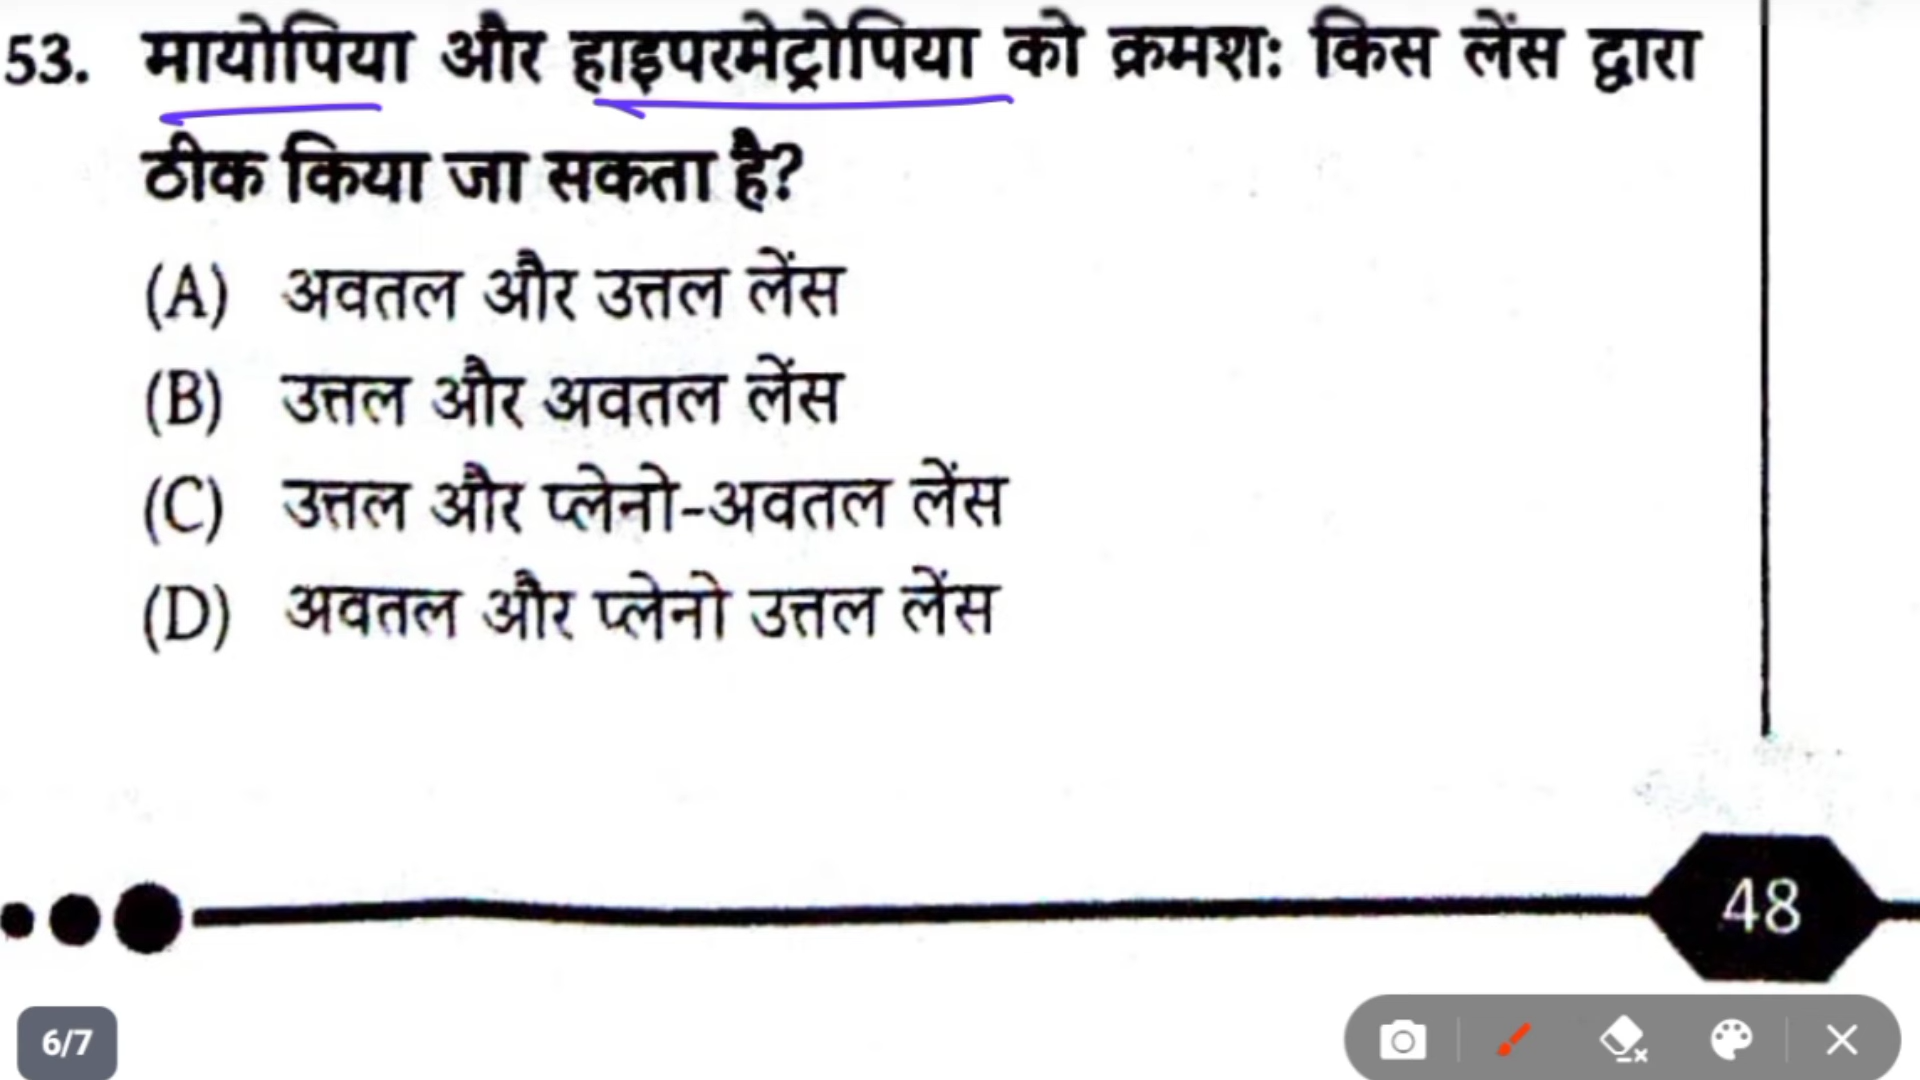 53. मायोपिया और हाइपरमेट्रोपिया को क्रमशः किस लेंस द्वारा
ठीक किया जा सकता है?
(A) अवतल और उत्तल लेंस
(B) उत्तल और अवतल लेंस
(C) उत्तल और प्लेनो-अवतल लेंस
(D) अवतल और प्लेनो उत्तल लेंस
48
6/7